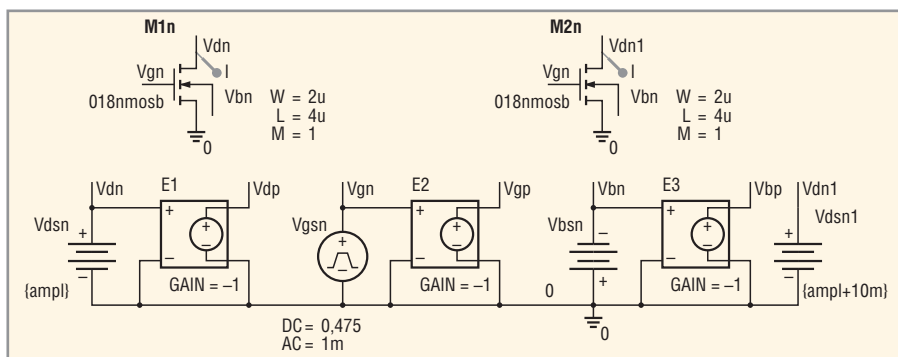 M1n
Vdn
I
Vgn
Vbn
018nmosb
W = 2u
L = 4u
M = 1
0
M2n
Vdn1
I
Vgn
Vbn
018nmosb
W = 2u
L = 4u
M = 1
0
Vdn
E1
Vdp
Vgn
E2
Vgp
Vbn
E3
Vbp
Vdn1
Vdsn
+
–
{ampl}
+
–
+
–
GAIN = –1
Vgsn
+
–
DC = 0,475
AC = 1m
+
–
+
–
GAIN = –1
Vbsn
–
+
0
0
+
–
+
–
GAIN = –1
Vdsn1
+
–
{ampl+10m}